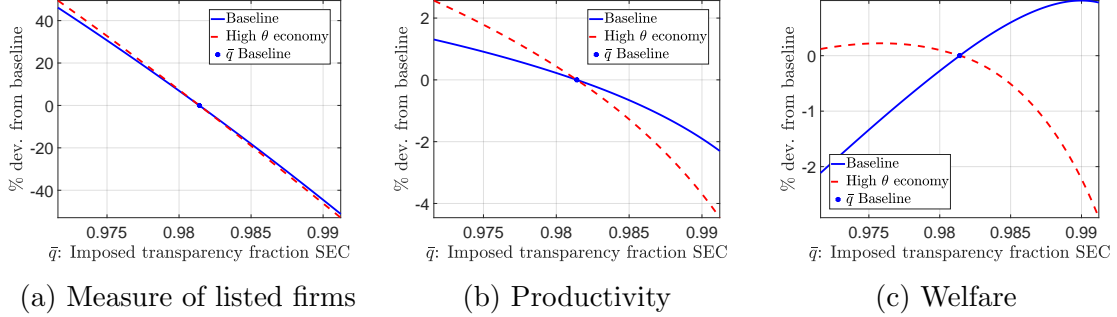 % dev. from baseline
40
20
0
-20
-40
0.975
0.98
0.985
0.99
Baseline
High θ economy
q̄ Baseline
q̄: Imposed transparency fraction SEC
(a) Measure of listed firms
% dev. from baseline
2
0
-2
-4
0.975
0.98
0.985
0.99
Baseline
High θ economy
q̄ Baseline
q̄: Imposed transparency fraction SEC
(b) Productivity
% dev. from baseline
0
-1
-2
0.975
0.98
0.985
0.99
Baseline
High θ economy
q̄ Baseline
q̄: Imposed transparency fraction SEC
(c) Welfare